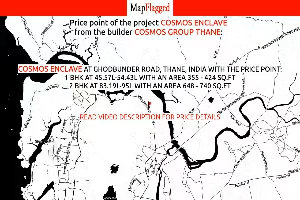 MapFlagged
Price point of the project COSMOS ENCLAVE
from the builder COSMOS GROUP THANE:
COSMOS ENCLAVE AT GHODBUNDER ROAD, THANE, INDIA WITH THE PRICE POINT:
1 BHK AT 45.57L-54.43L WITH AN AREA 355 - 424 SQ.FT
2 BHK AT 83.19L-95L WITH AN AREA 648 - 740 SQ.FT
READ VIDEO DESCRIPTION FOR PRICE DETAILS